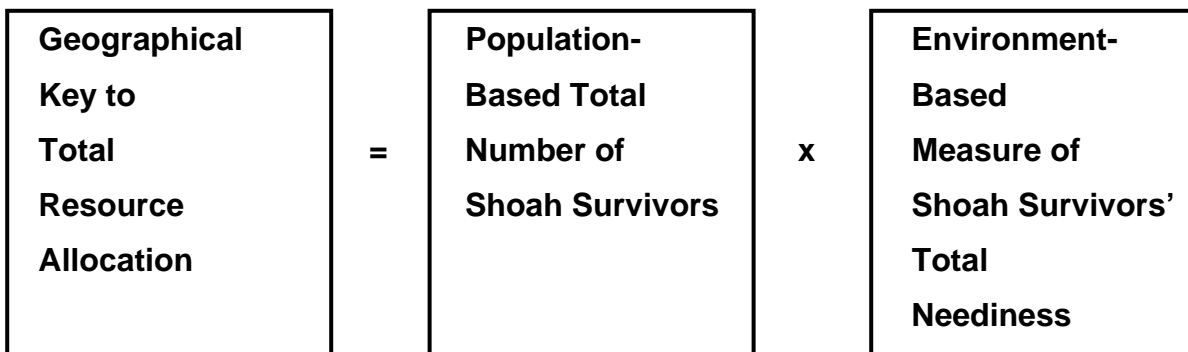 Geographical
Key to
Total
Resource
Allocation
=
Population-
Based Total
Number of
Shoah Survivors
x
Environment-
Based
Measure of
Shoah Survivors’
Total
Neediness